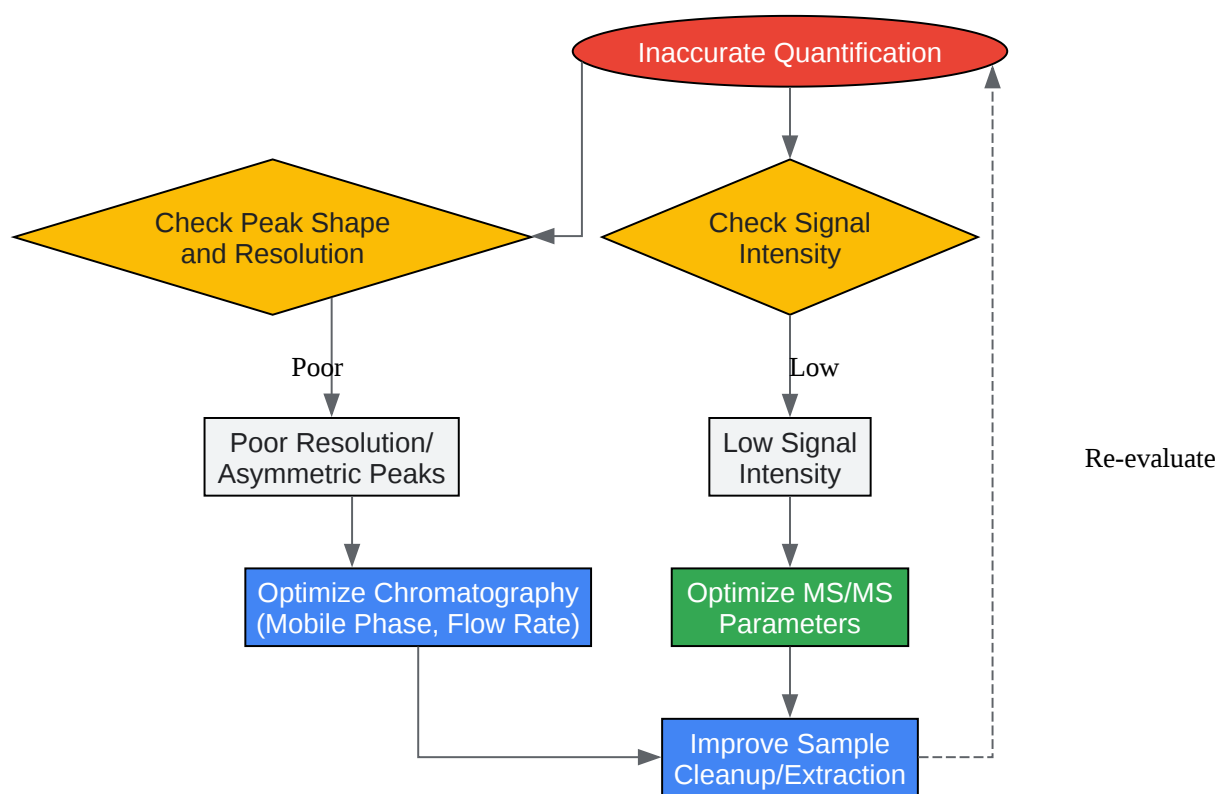 Inaccurate Quantification
Check Peak Shape
and Resolution
Check Signal
Intensity
Poor
Low
Poor Resolution/
Asymmetric Peaks
Low Signal
Intensity
Re-evaluate
Optimize Chromatography
(Mobile Phase, Flow Rate)
Optimize MS/MS
Parameters
Improve Sample
Cleanup/Extraction